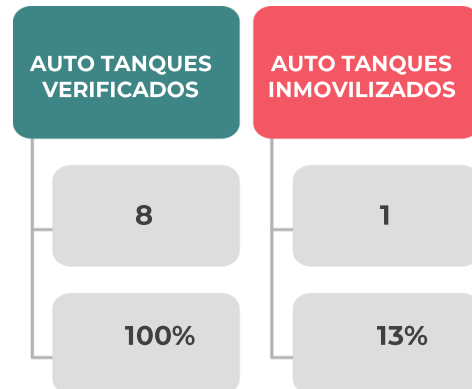 AUTO TANQUES
VERIFICADOS
8
100%
AUTO TANQUES
INMOVILIZADOS
1
13%